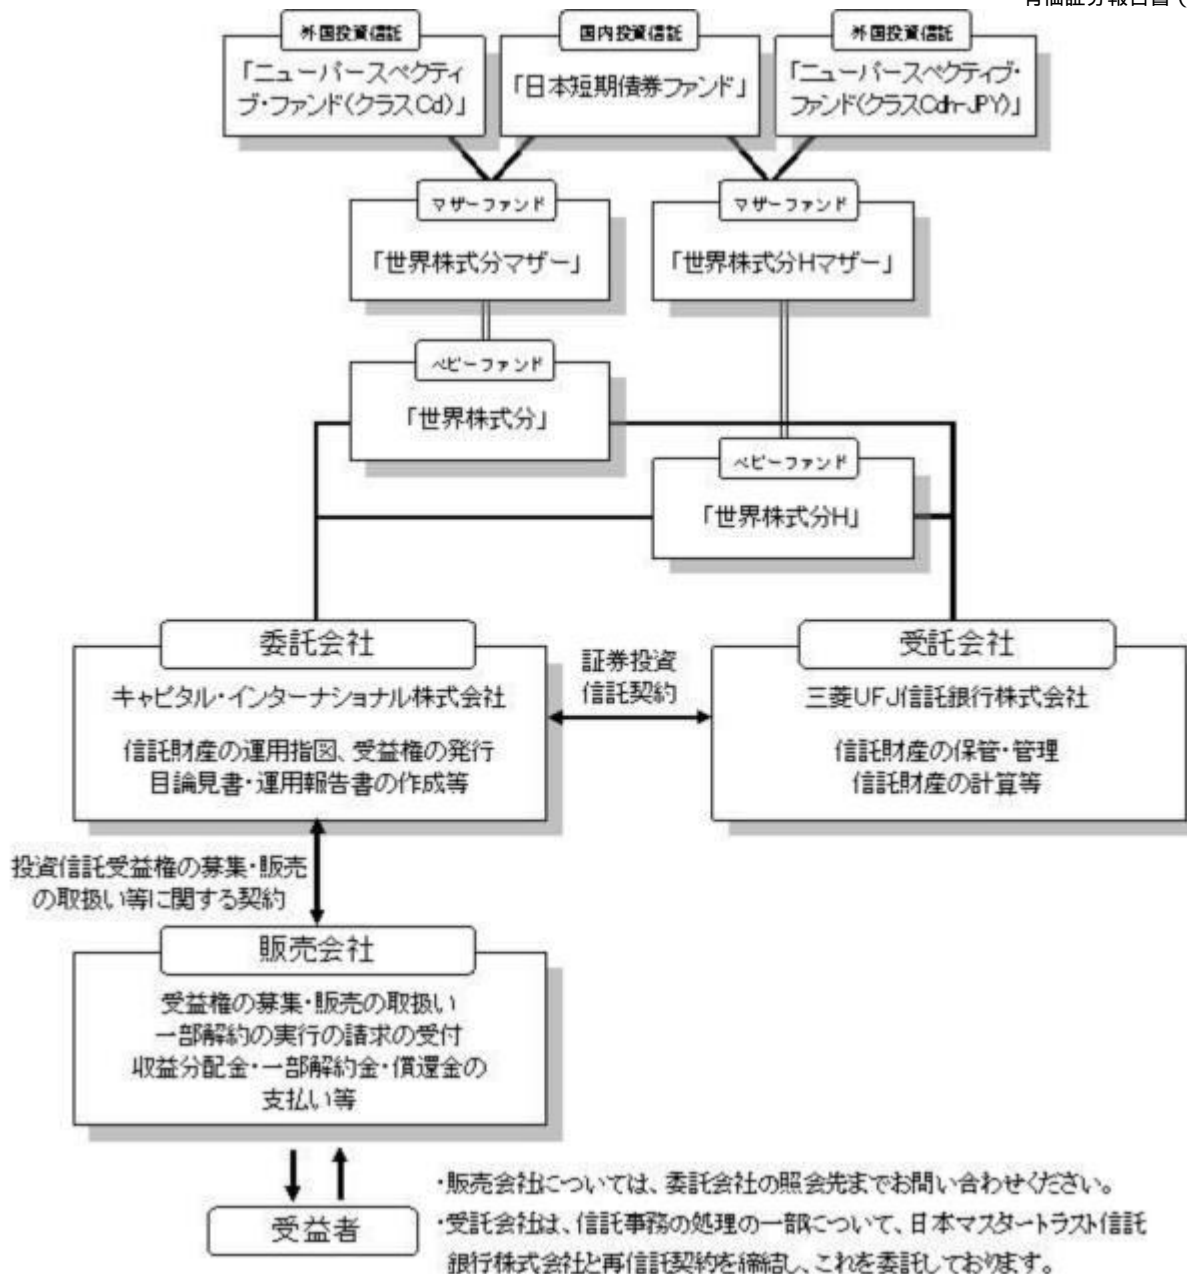 有価証券報告書(
外国投資信託
「ニューパースペクティ
ブ・ファンド(クラスCd)」
国内投資信託
「日本短期債券ファンド」
外国投資信託
「ニューパースペクティブ・
ファンド(クラスCdh-JPY)」
マザーファンド
「世界株式分マザー」
マザーファンド
「世界株式分Hマザー」
ベビーファンド
「世界株式分」
ベビーファンド
「世界株式分H」
委託会社
キャピタル・インターナショナル株式会社
信託財産の運用指図、受益権の発行
目論見書・運用報告書の作成等
証券投資
信託契約
受託会社
三菱UFJ信託銀行株式会社
信託財産の保管・管理
信託財産の計算等
投資信託受益権の募集・販売
の取扱い等に関する契約
販売会社
受益権の募集・販売の取扱い
一部解約の実行の請求の受付
収益分配金・一部解約金・償還金の
支払い等
受益者
・販売会社については、委託会社の照会先までお問い合わせください。
・受託会社は、信託事務の処理の一部について、日本マスタートラスト信託
銀行株式会社と再信託契約を締結し、これを委託しております。